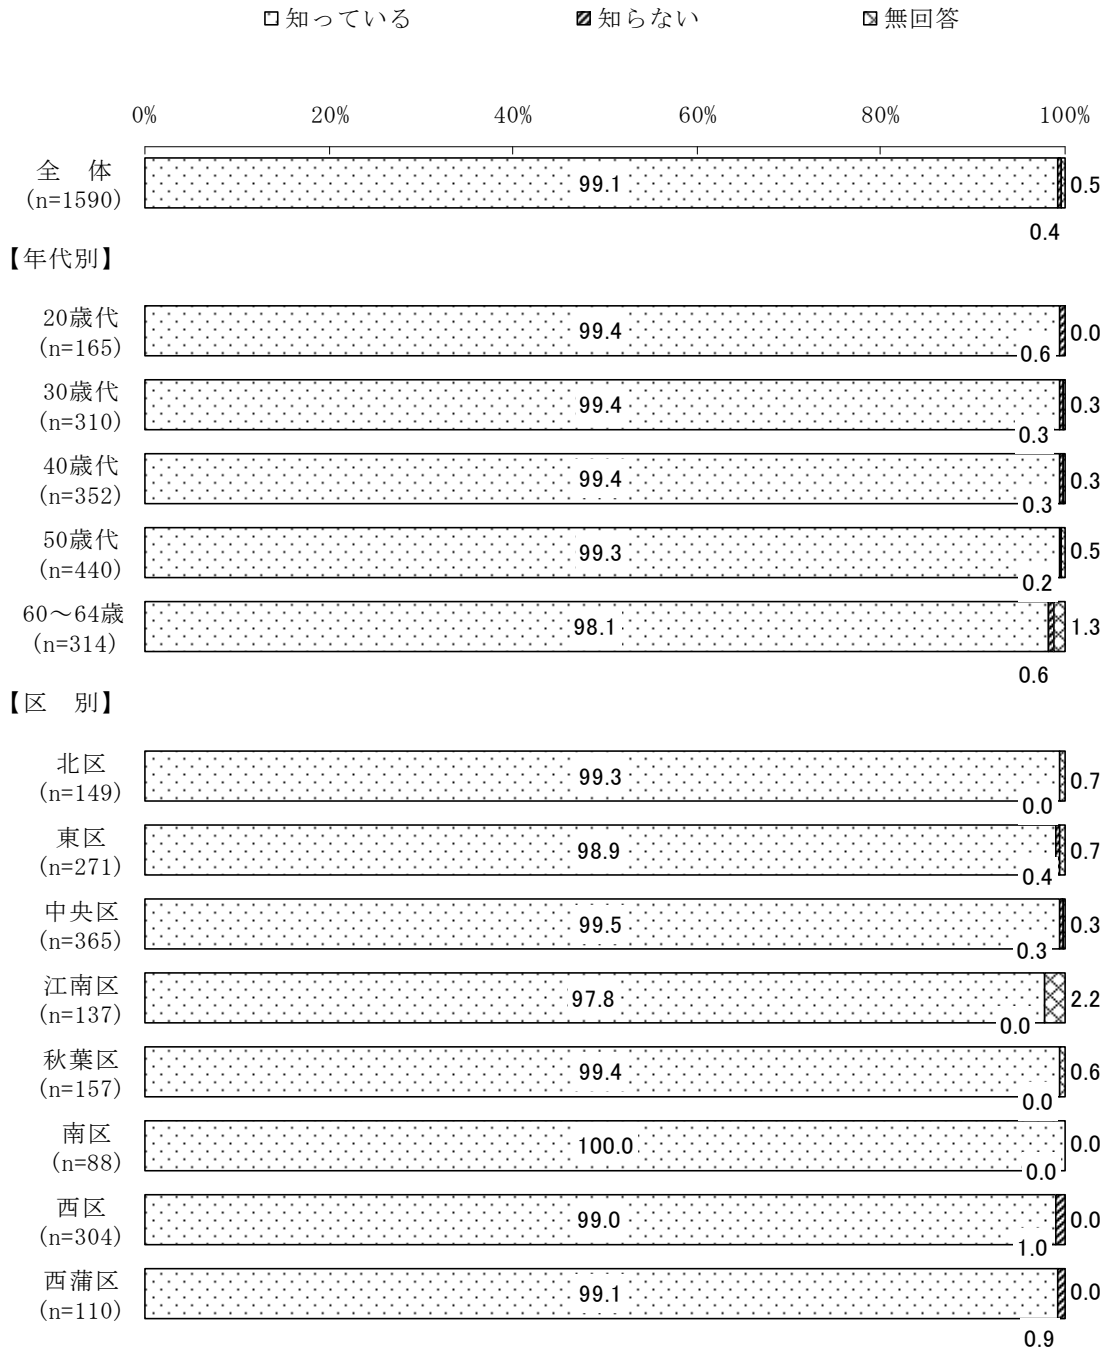 知っている 知らない 無回答
0% 20% 40% 60% 80% 100%
全　体
(n=1590)
99.1 0.5
0.4
【年代別】
20歳代
(n=165)
99.4 0.6 0.0
30歳代
(n=310)
99.4 0.3 0.3
40歳代
(n=352)
99.4 0.3 0.3
50歳代
(n=440)
99.3 0.2 0.5
60～64歳
(n=314)
98.1 1.3
0.6
【区　別】
北区
(n=149)
99.3 0.0 0.7
東区
(n=271)
98.9 0.4 0.7
中央区
(n=365)
99.5 0.3 0.3
江南区
(n=137)
97.8 0.0 2.2
秋葉区
(n=157)
99.4 0.0 0.6
南区
(n=88)
100.0 0.0 0.0
西区
(n=304)
99.0 1.0 0.0
西蒲区
(n=110)
99.1 0.0
0.9